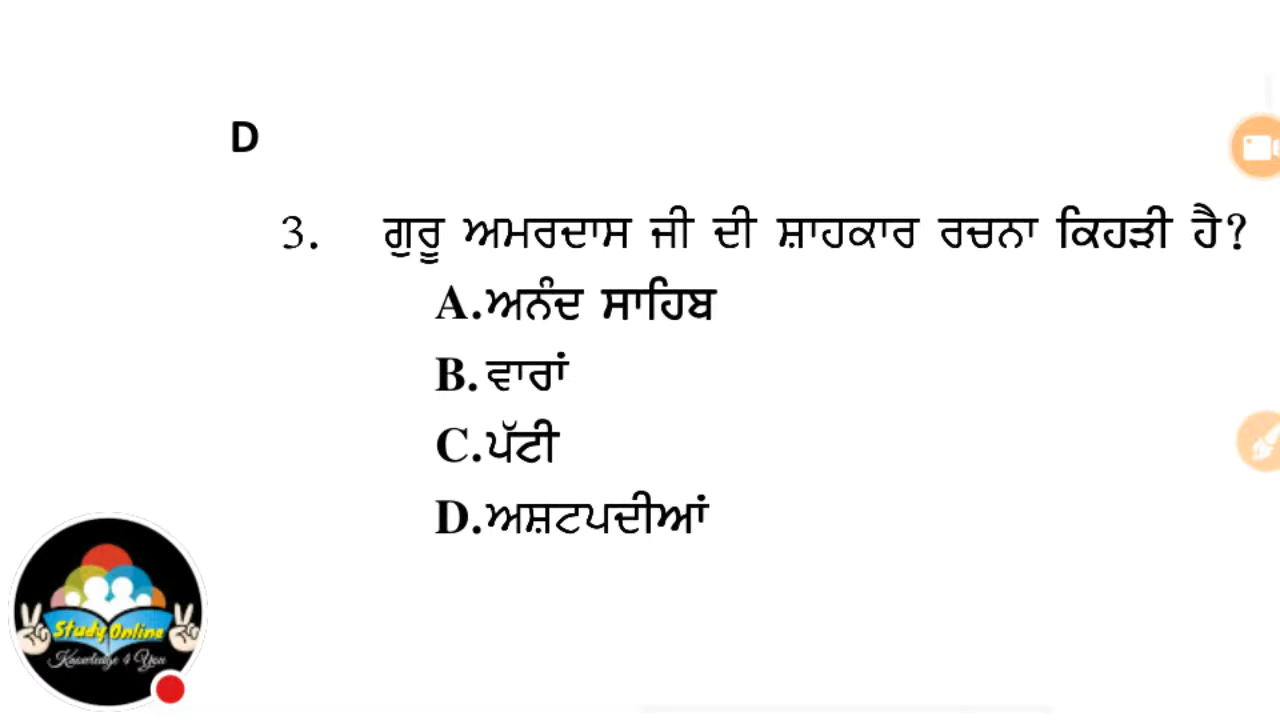 D
3. ਗੁਰੂ ਅਮਰਦਾਸ ਜੀ ਦੀ ਸ਼ਾਹਕਾਰ ਰਚਨਾ ਕਿਹੜੀ ਹੈ?
A.ਅਨੰਦ ਸਾਹਿਬ
B.ਵਾਰਾਂ
C.ਪੱਟੀ
D.ਅਸ਼ਟਪਦੀਆਂ
Study Online
Knowledge 4 You